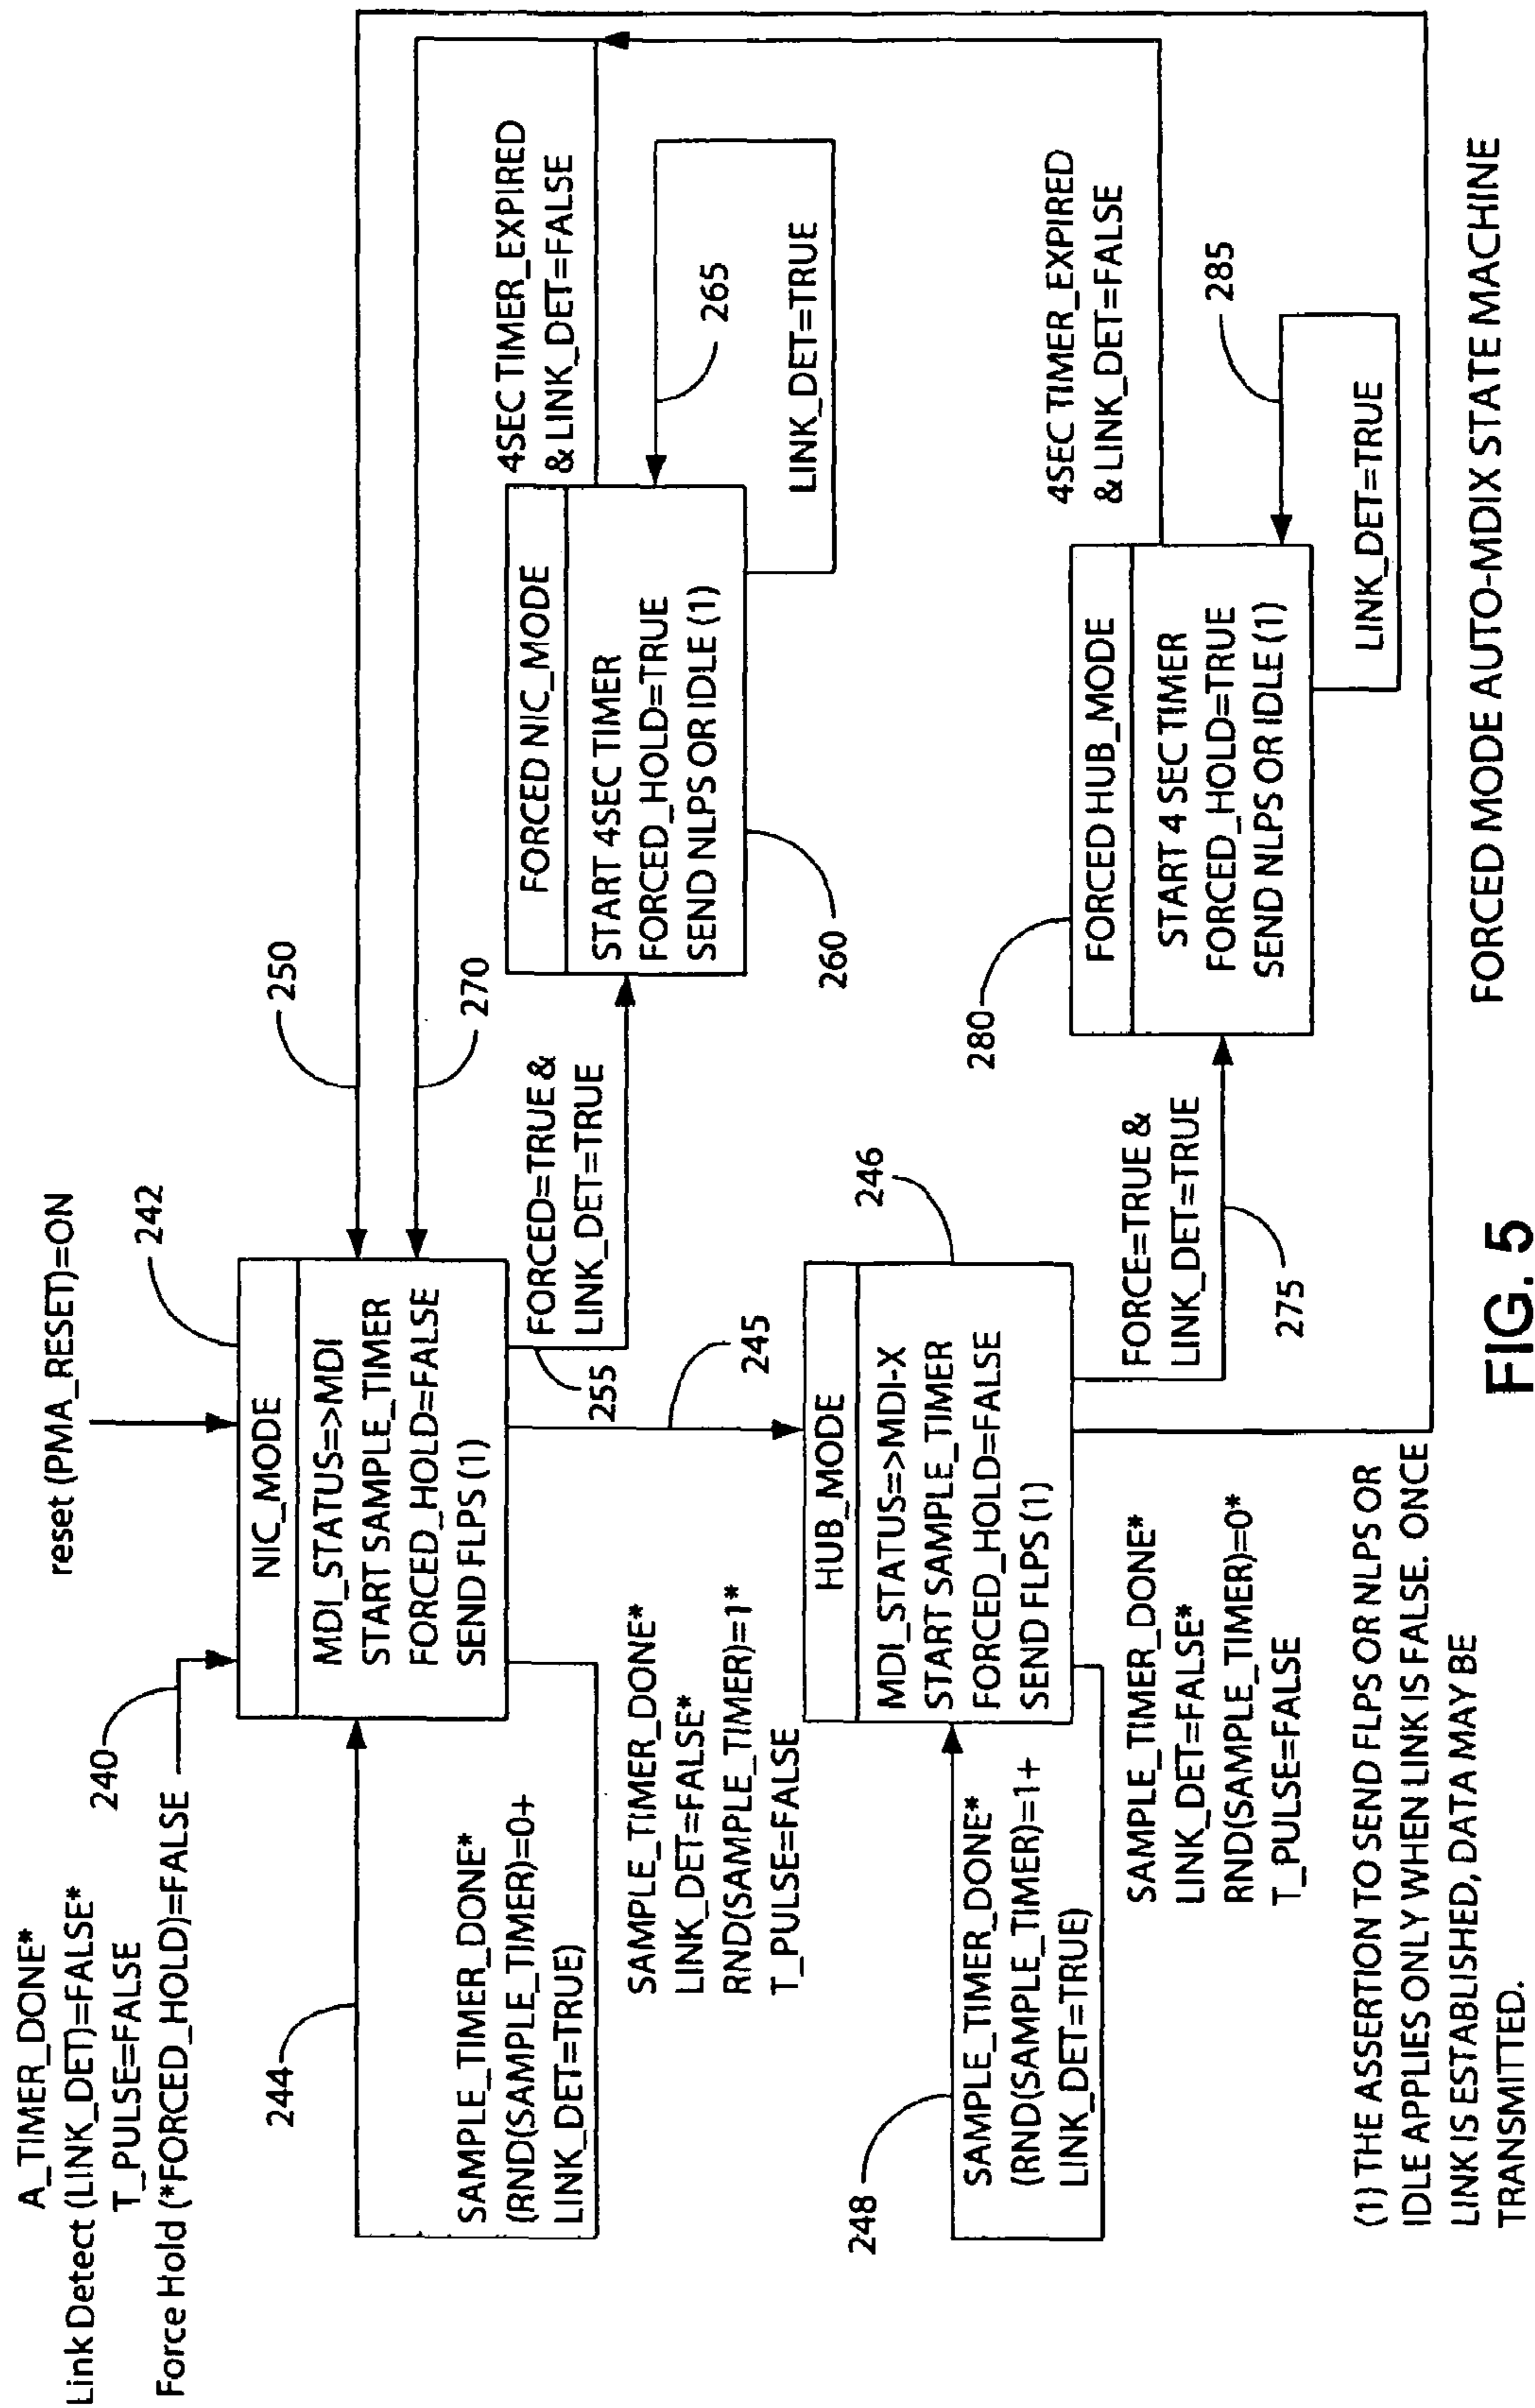 A_TIMER_DONE*
Link Detect (LINK_DET)=FALSE*
T_PULSE=FALSE
Force Hold (*FORCED_HOLD)=FALSE
240
reset (PMA_RESET)=ON
242
NIC_MODE
MDI_STATUS=>MDI
START SAMPLE_TIMER
FORCED_HOLD=FALSE
SEND FLPS (1)
244
SAMPLE_TIMER_DONE*
(RND(SAMPLE_TIMER)=0+
LINK_DET=TRUE)
250
270
FORCED=TRUE &
LINK_DET=TRUE
255
FORCED NIC_MODE
START 4SEC TIMER
FORCED_HOLD=TRUE
SEND NLPS OR IDLE (1)
260
4SEC TIMER_EXPIRED
& LINK_DET=FALSE
265
LINK_DET=TRUE
SAMPLE_TIMER_DONE*
LINK_DET=FALSE*
RND(SAMPLE_TIMER)=1*
T_PULSE=FALSE
245
HUB_MODE
MDI_STATUS=>MDI-X
START SAMPLE_TIMER
FORCED_HOLD=FALSE
SEND FLPS (1)
246
248
SAMPLE_TIMER_DONE*
(RND(SAMPLE_TIMER)=1+
LINK_DET=TRUE)
SAMPLE_TIMER_DONE*
LINK_DET=FALSE*
RND(SAMPLE_TIMER)=0*
T_PULSE=FALSE
FORCE=TRUE &
LINK_DET=TRUE
275
280
FORCED HUB_MODE
START 4 SEC TIMER
FORCED_HOLD=TRUE
SEND NLPS OR IDLE (1)
4SEC TIMER_EXPIRED
& LINK_DET=FALSE
285
LINK_DET=TRUE
(1) THE ASSERTION TO SEND FLPS OR NLPS OR
IDLE APPLIES ONLY WHEN LINK IS FALSE. ONCE
LINK IS ESTABLISHED, DATA MAY BE
TRANSMITTED.
FIG. 5
FORCED MODE AUTO-MDIX STATE MACHINE